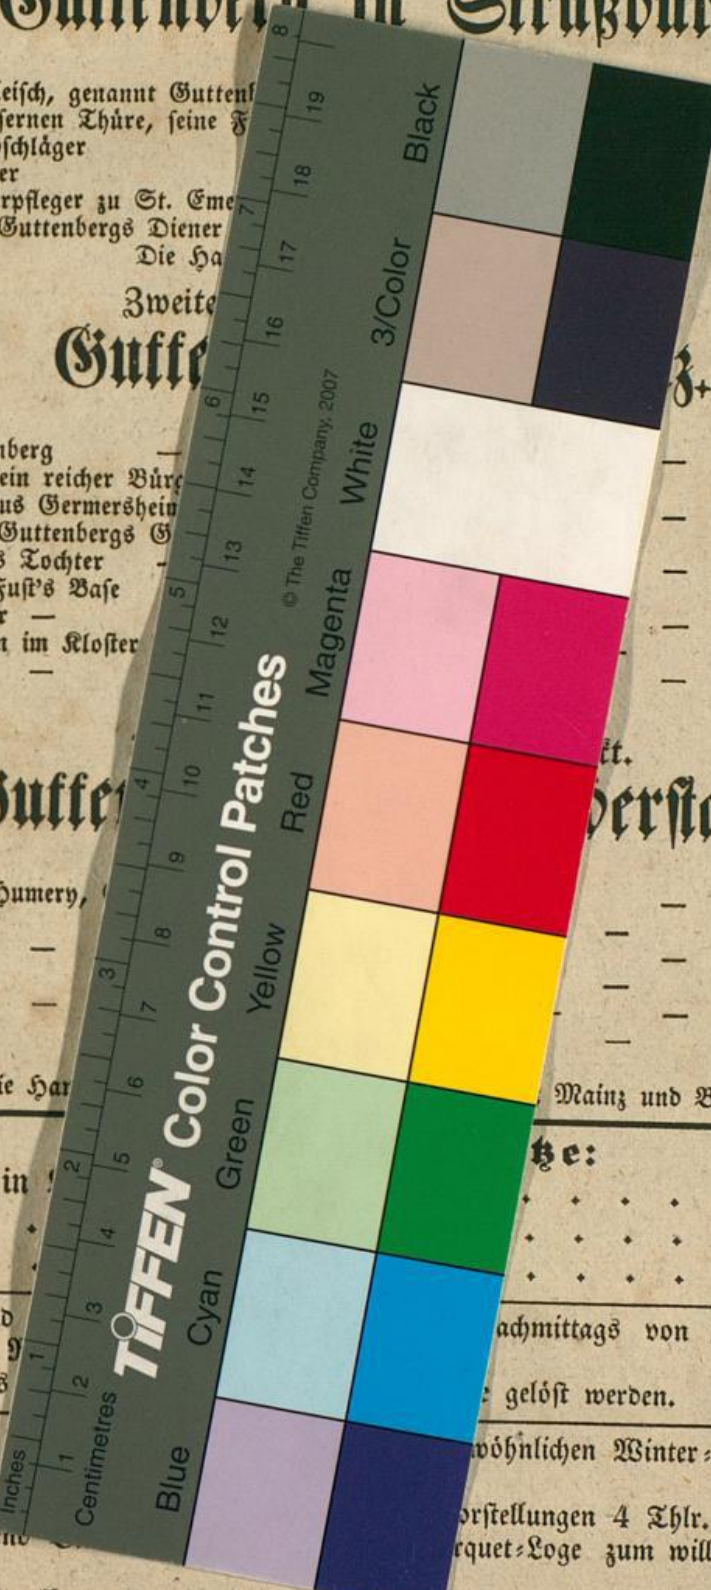 Guttenberg in Straßbur
eisch, genannt Guttenb
sernen Thüre, seine F
schläger
er
rpfleger zu St. Eme
Guttenbergs Diener
Die Ha
Zweite
Gutte
Z.
nberg —
ein reicher Bürg
us Germersheim
Guttenbergs G
s Tochter
Fust's Base
r —
n im Kloster
—
kt.
Gutte
erst
Humery,
—
—
ie Har
Mainz und B
in
tze:
achmittags von
gelöst werden.
wöhnlichen Winter=
orstellungen 4 Thlr.
rquet=Loge zum will
TIFFEN® Color Control Patches
© The Tiffen Company, 2007
Inches
1 2 3 4 5 6 7 8
Centimetres
1 2 3 4 5 6 7 8 9 10 11 12 13 14 15 16 17 18 19
Blue
Cyan
Green
Yellow
Red
Magenta
White
3/Color
Black